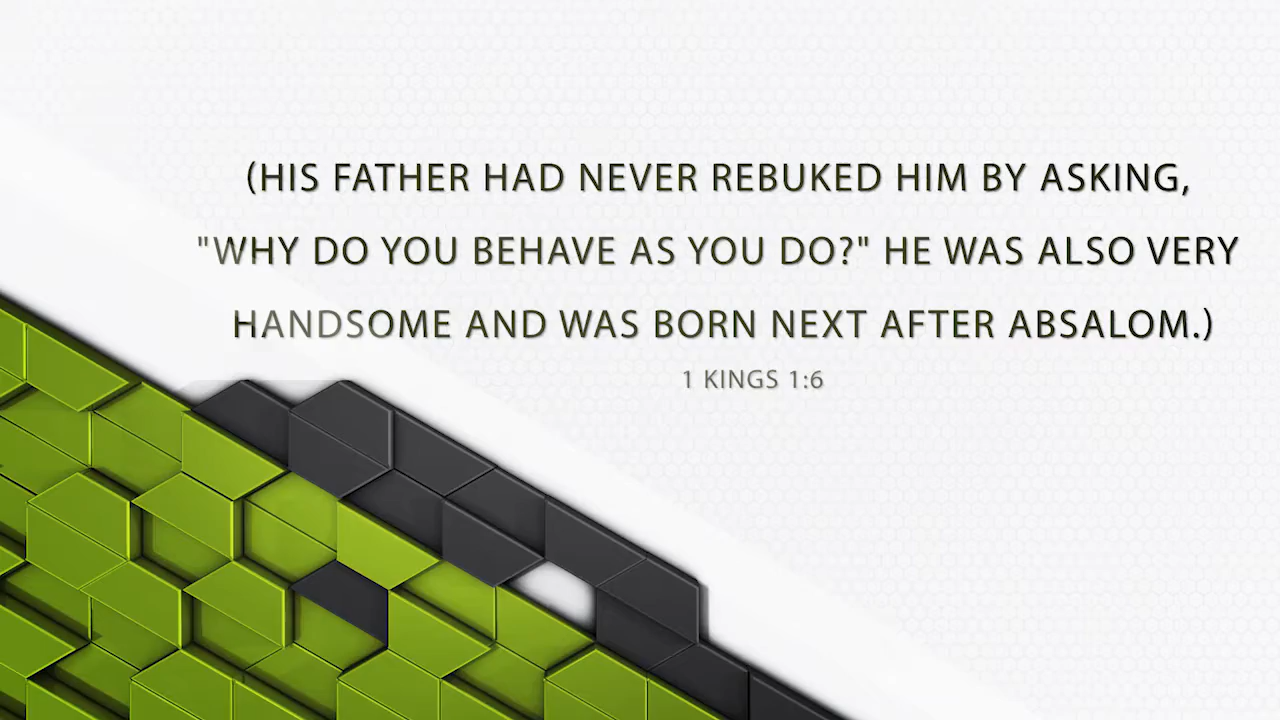 (HIS FATHER HAD NEVER REBUKED HIM BY ASKING,
"WHY DO YOU BEHAVE AS YOU DO?" HE WAS ALSO VERY
HANDSOME AND WAS BORN NEXT AFTER ABSALOM.)
1 KINGS 1:6